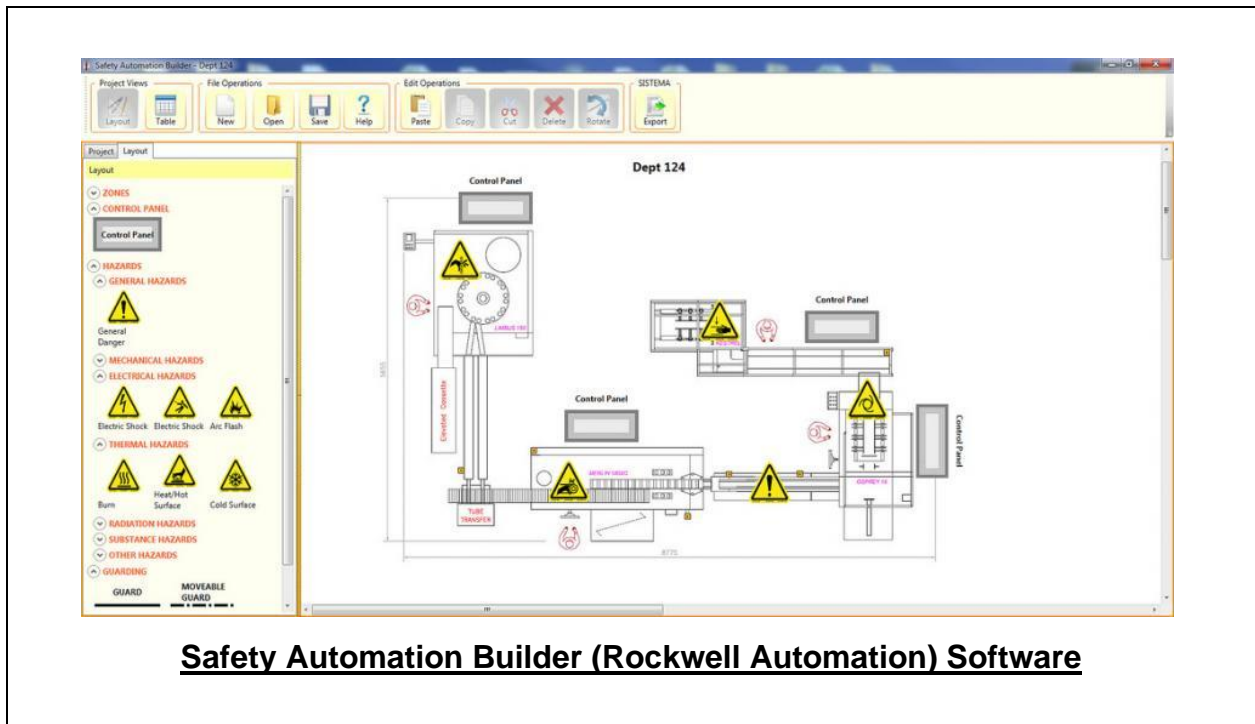 Safety Automation Builder - Dept 124
Project Views
File Operations
Edit Operations
SISTEMA
Layout
Table
New
Open
Save
Help
Paste
Copy
Cut
Delete
Rotate
Export
Project
Layout
Layout
ZONES
CONTROL PANEL
Control Panel
HAZARDS
GENERAL HAZARDS
General
Danger
MECHANICAL HAZARDS
ELECTRICAL HAZARDS
Electric Shock
Electric Shock
Arc Flash
THERMAL HAZARDS
Burn
Heat/Hot
Surface
Cold Surface
RADIATION HAZARDS
SUBSTANCE HAZARDS
OTHER HAZARDS
GUARDING
GUARD
MOVEABLE
GUARD
Dept 124
Control Panel
Control Panel
Control Panel
Control Panel
Elevated Cassette
TUBE
TRANSFER
OSPREY 10
Safety Automation Builder (Rockwell Automation) Software